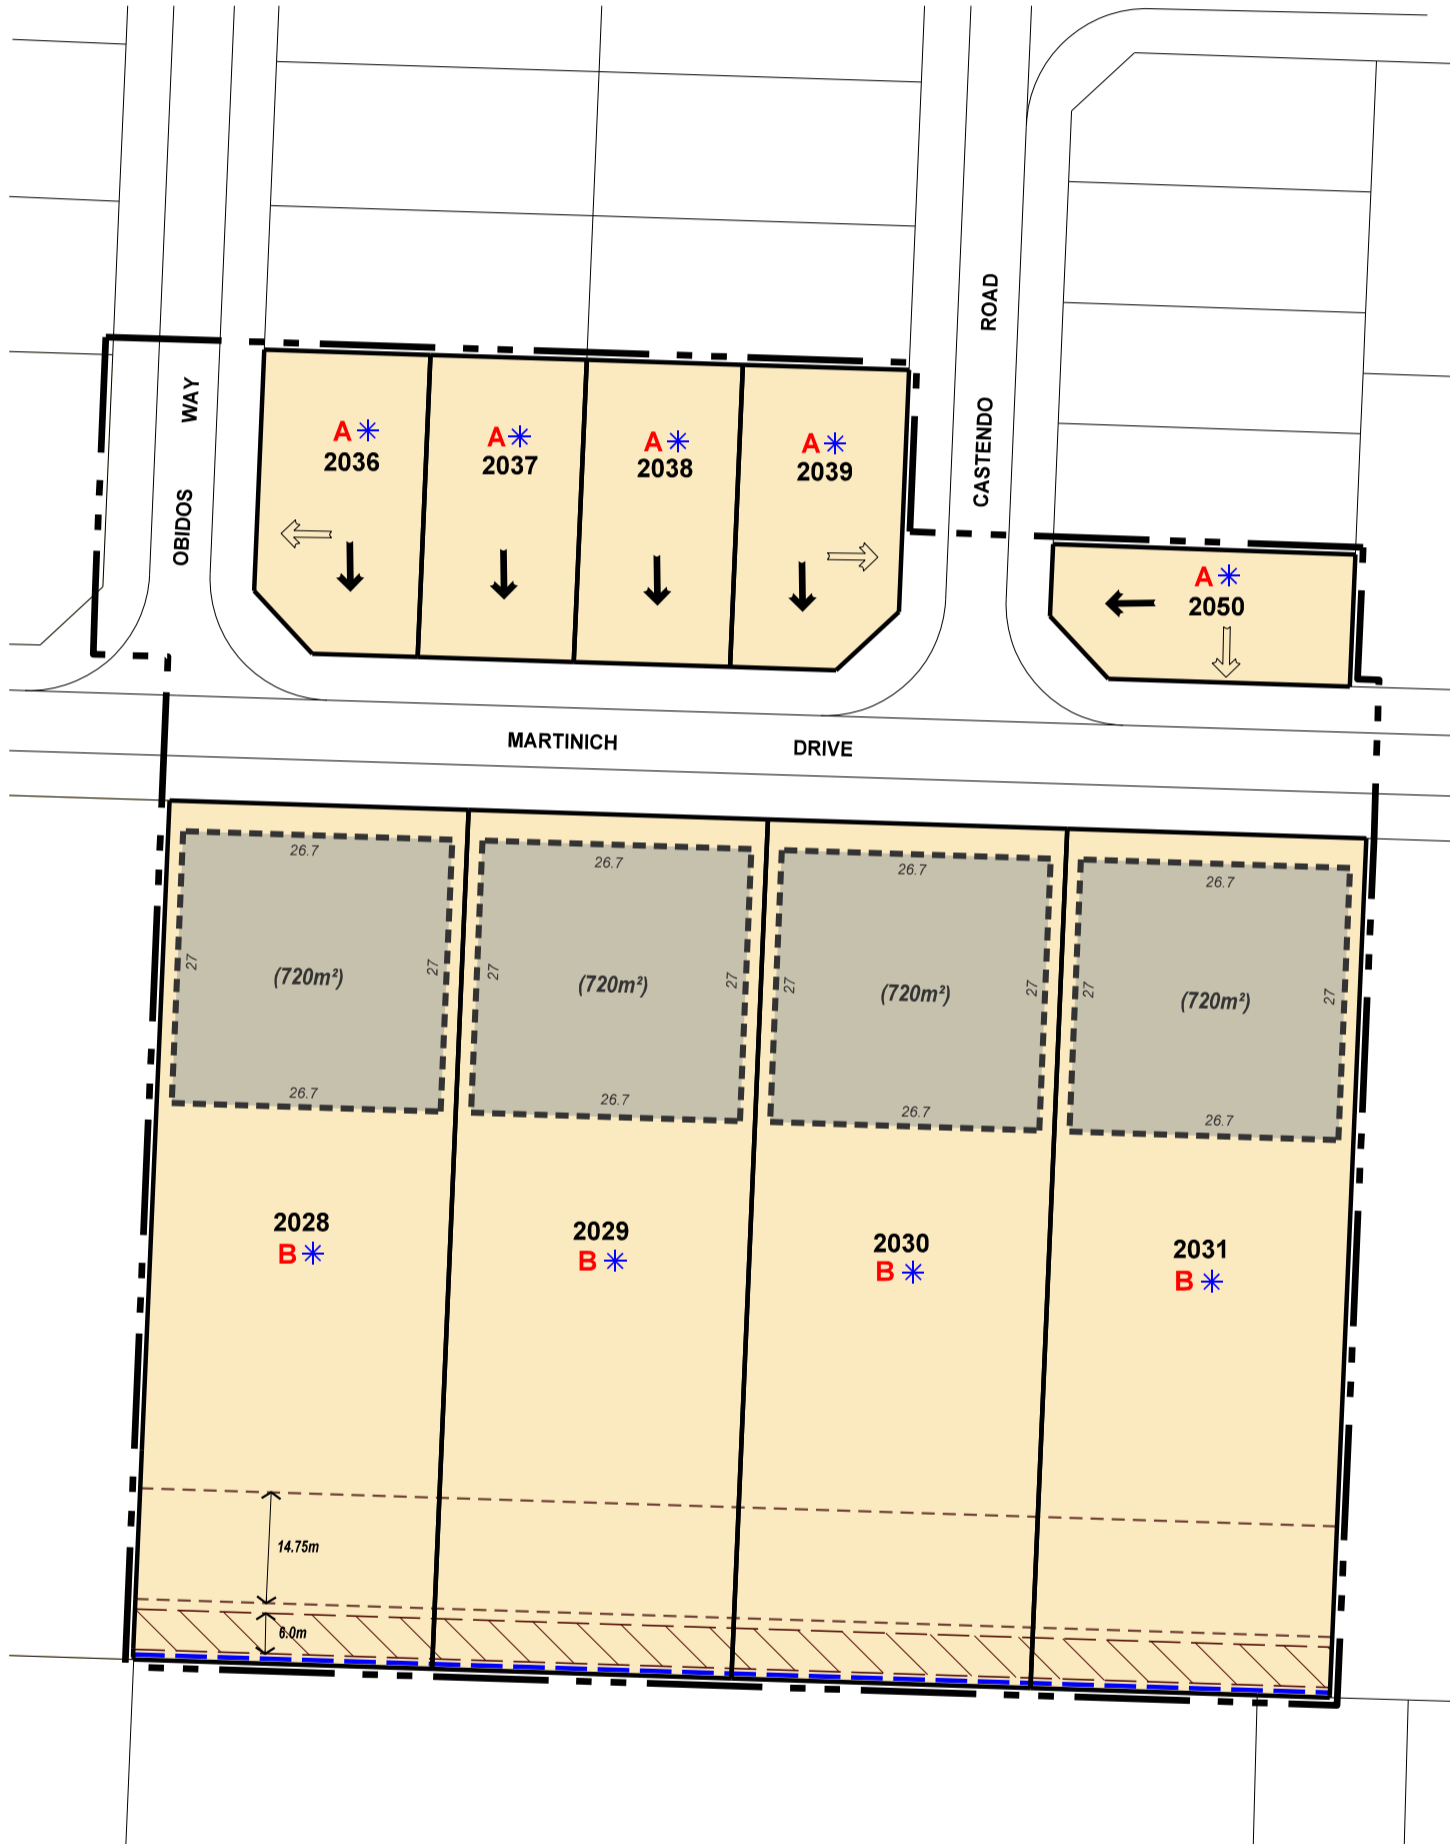 ROAD
WAY
CASTENDO
OBIDOS
A
2036
A
2037
A
2038
A
2039
A
2050
MARTINICH DRIVE
26.7
26.7
26.7
26.7
27
(720m²)
27
27
(720m²)
27
27
(720m²)
27
27
(720m²)
27
26.7
26.7
26.7
26.7
2028
B
2029
B
2030
B
2031
B
14.75m
6.0m